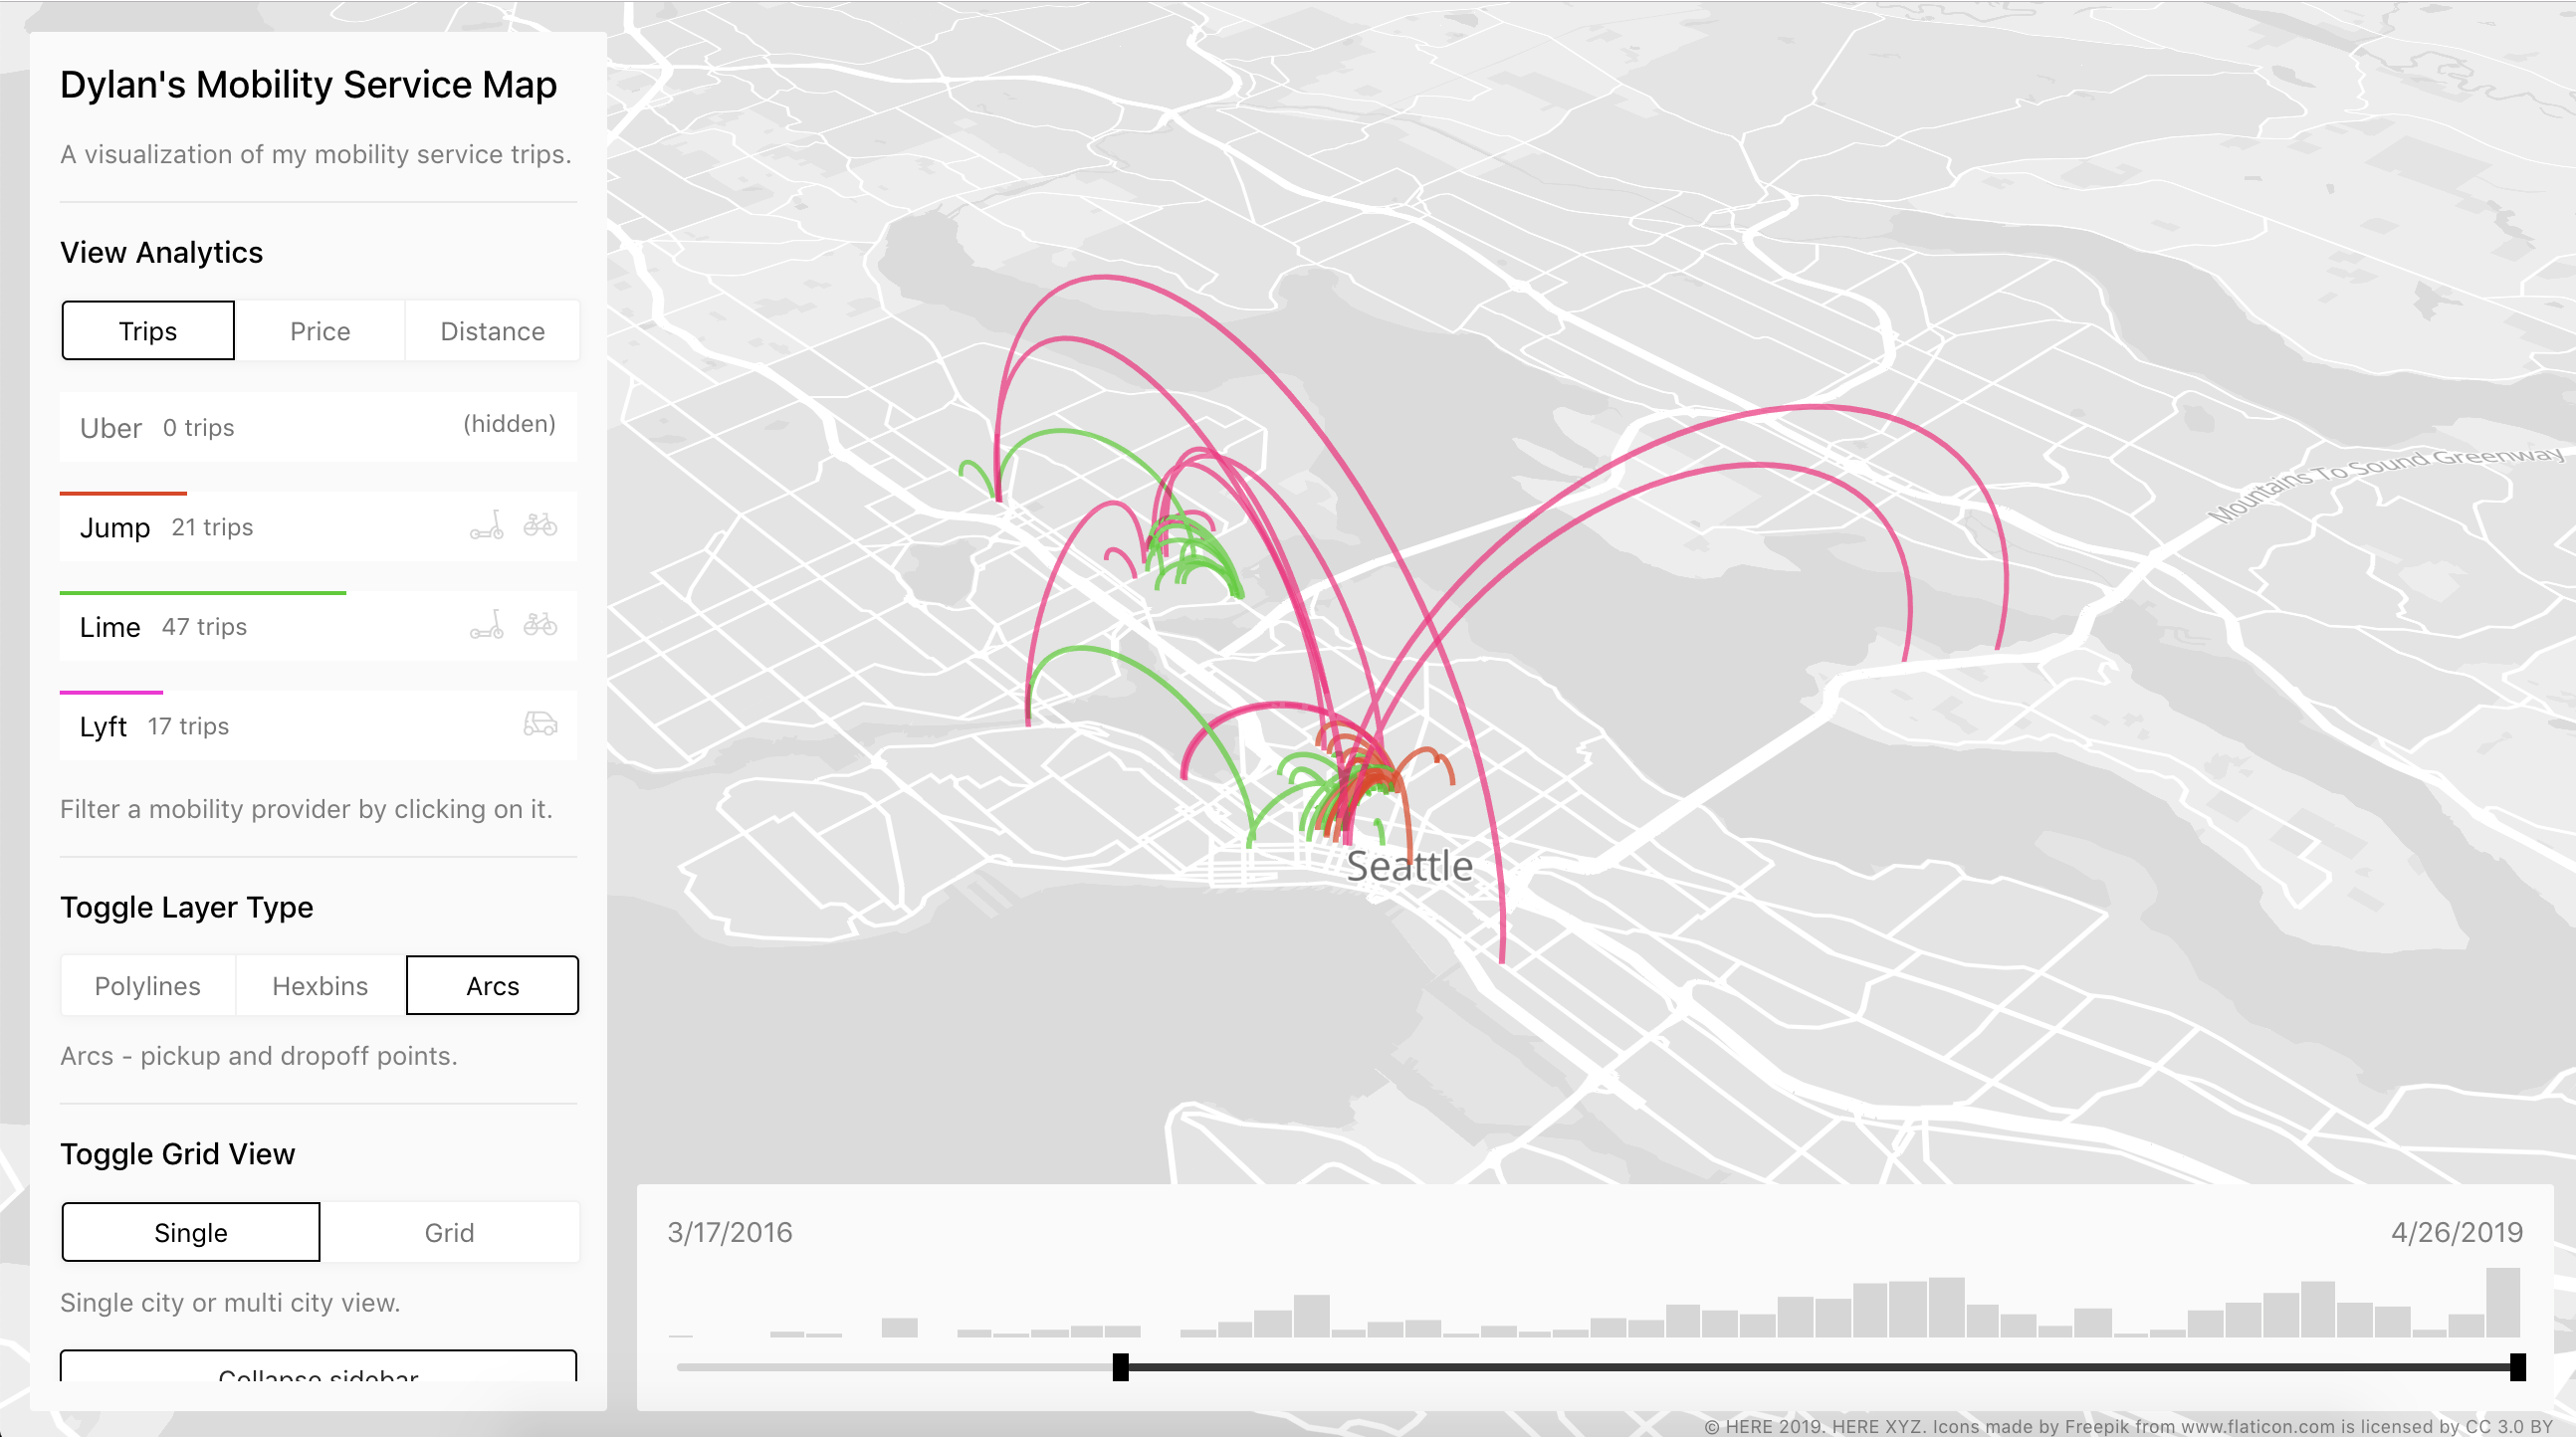 Dylan's Mobility Service Map
A visualization of my mobility service trips.
View Analytics
Trips
Price
Distance
Uber 0 trips (hidden)
Jump 21 trips
Lime 47 trips
Lyft 17 trips
Filter a mobility provider by clicking on it.
Toggle Layer Type
Polylines
Hexbins
Arcs
Arcs - pickup and dropoff points.
Toggle Grid View
Single
Grid
Single city or multi city view.
Collapse sidebar
Mountains To Sound Greenway
Seattle
3/17/2016
4/26/2019
© HERE 2019. HERE XYZ. Icons made by Freepik from www.flaticon.com is licensed by CC 3.0 BY